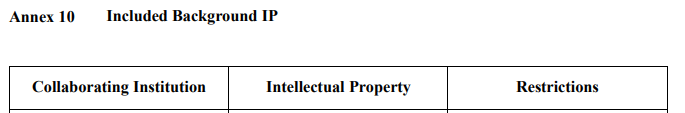 Annex 10 Included Background IP
Collaborating Institution Intellectual Property Restrictions